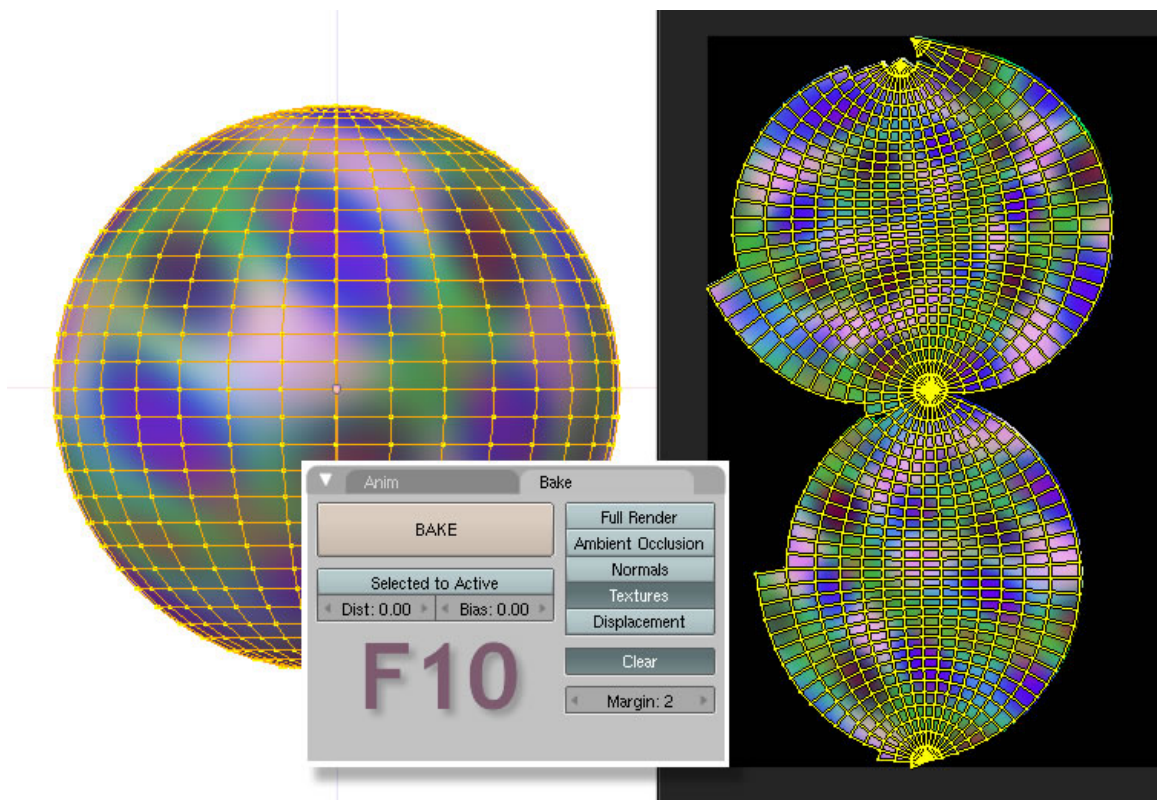 Anim
Bake
BAKE
Selected to Active
Dist: 0.00
Bias: 0.00
F10
Full Render
Ambient Occlusion
Normals
Textures
Displacement
Clear
Margin: 2